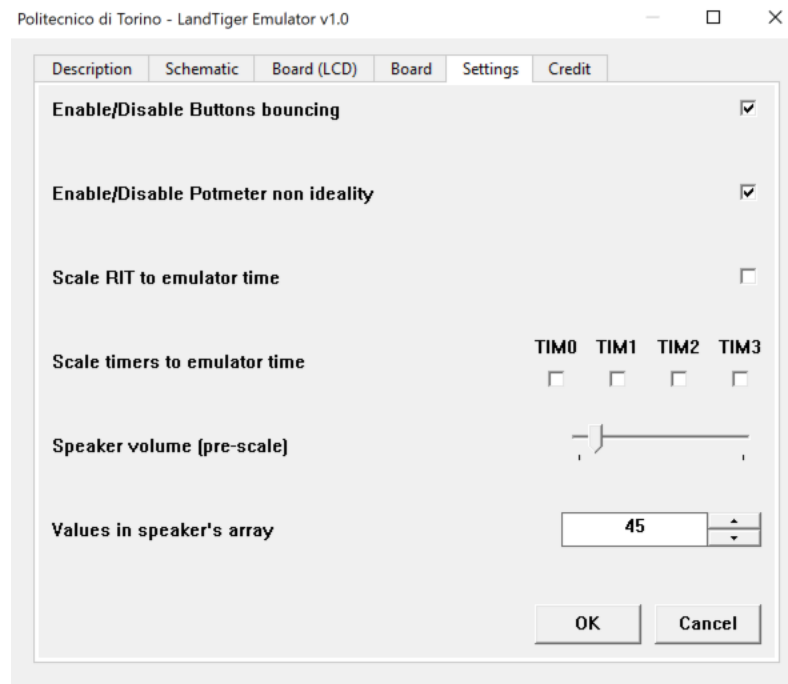 Politecnico di Torino - LandTiger Emulator v1.0
Description Schematic Board (LCD) Board Settings Credit
Enable/Disable Buttons bouncing
Enable/Disable Potmeter non ideality
Scale RIT to emulator time
TIM0 TIM1 TIM2 TIM3
Scale timers to emulator time
Speaker volume (pre-scale)
Values in speaker's array 45
OK Cancel